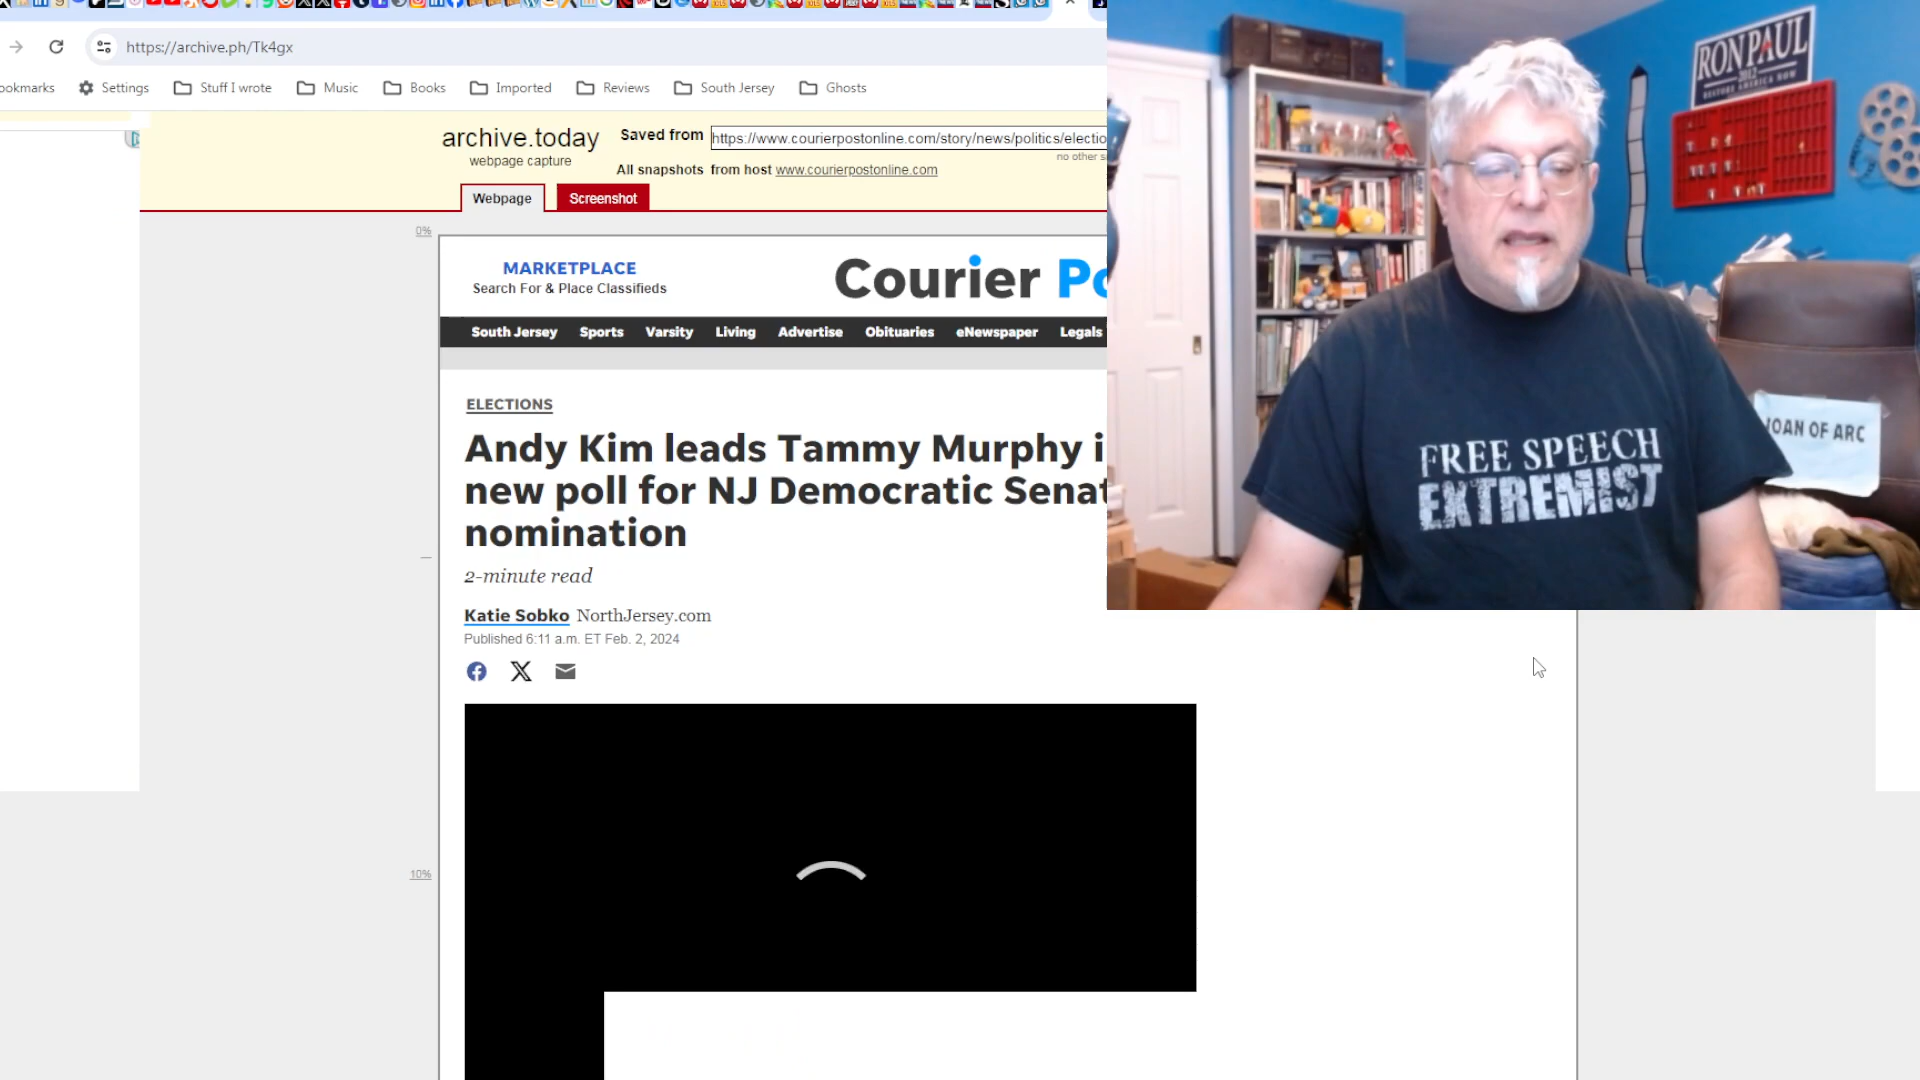 https://archive.ph/Tk4gx
ookmarks
Settings
Stuff I wrote
Music
Books
Imported
Reviews
South Jersey
Ghosts
archive.today
webpage capture
Saved from
https://www.courierpostonline.com/story/news/politics/electio
no other s
All snapshots from host www.courierpostonline.com
Webpage
Screenshot
0%
MARKETPLACE
Search For & Place Classifieds
Courier Po
South Jersey Sports Varsity Living Advertise Obituaries eNewspaper Legals
ELECTIONS
Andy Kim leads Tammy Murphy i
new poll for NJ Democratic Senat
nomination
2-minute read
Katie Sobko NorthJersey.com
Published 6:11 a.m. ET Feb. 2, 2024
10%
RON PAUL
2012
RESTORE AMERICA NOW
FREE SPEECH
EXTREMIST
JOAN OF ARC